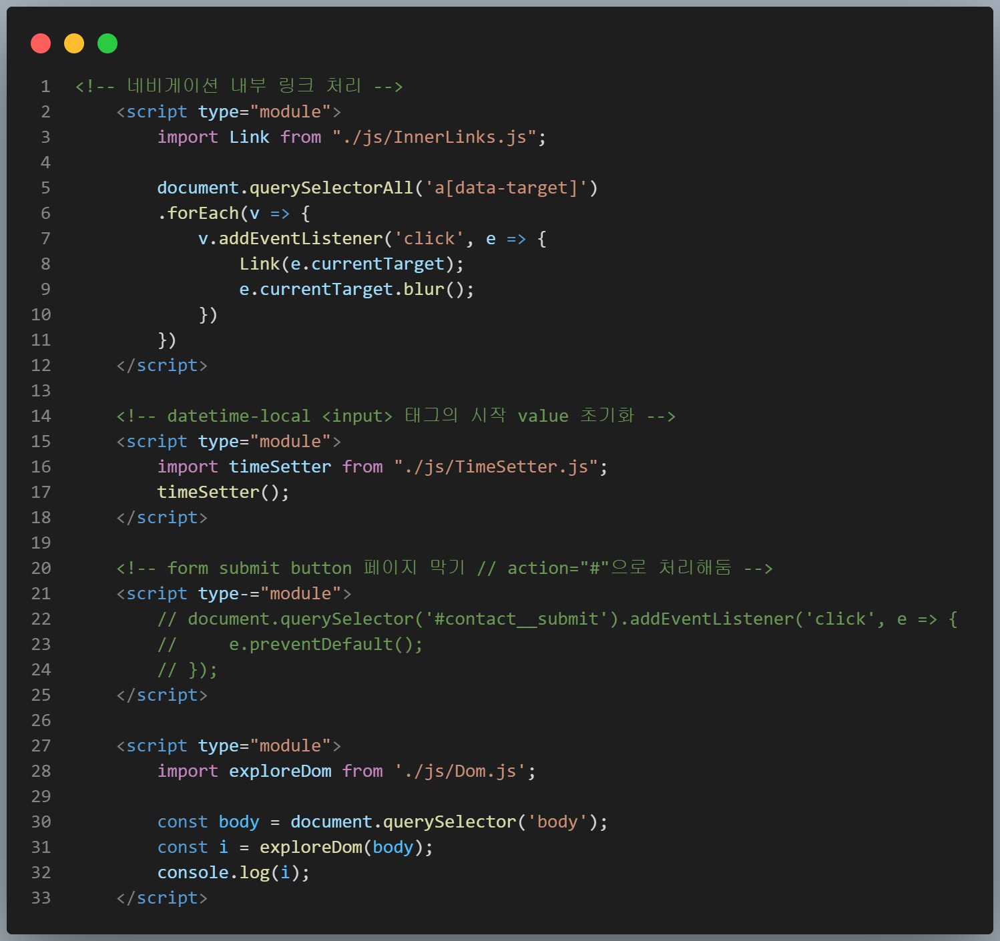 1 <!-- 네비게이션 내부 링크 처리 -->
2     <script type="module">
3         import Link from "./js/InnerLinks.js";
4
5         document.querySelectorAll('a[data-target]')
6         .forEach(v => {
7             v.addEventListener('click', e => {
8                 Link(e.currentTarget);
9                 e.currentTarget.blur();
10             })
11         })
12     </script>
13
14     <!-- datetime-local <input> 태그의 시작 value 초기화 -->
15     <script type="module">
16         import timeSetter from "./js/TimeSetter.js";
17         timeSetter();
18     </script>
19
20     <!-- form submit button 페이지 막기 // action="#"으로 처리해둠 -->
21     <script type-="module">
22         // document.querySelector('#contact__submit').addEventListener('click', e => {
23         //     e.preventDefault();
24         // });
25     </script>
26
27     <script type="module">
28         import exploreDom from './js/Dom.js';
29
30         const body = document.querySelector('body');
31         const i = exploreDom(body);
32         console.log(i);
33     </script>